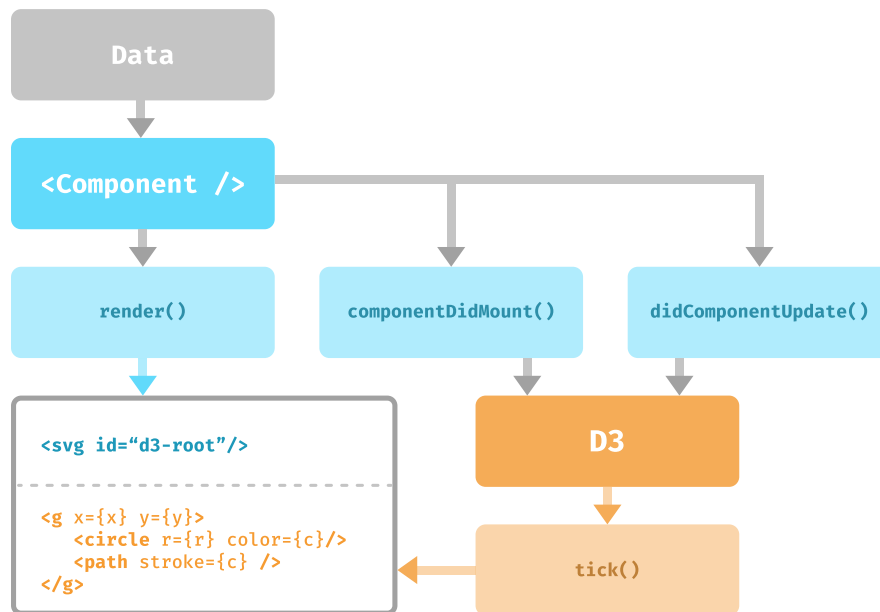 Data
<Component />
render()
componentDidMount()
didComponentUpdate()
<svg id=“d3-root”/>
D3
<g x={x} y={y}>
<circle r={r} color={c}/>
<path stroke={c} />
</g>
tick()